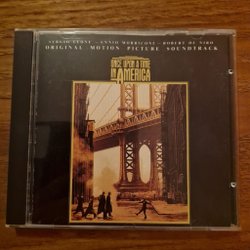 SERGIO LEONE - ENNIO MORRICONE - ROBERT DE NIRO
ORIGINAL MOTION PICTURE SOUNDTRACK
ONCE UPON A TIME
IN AMERICA